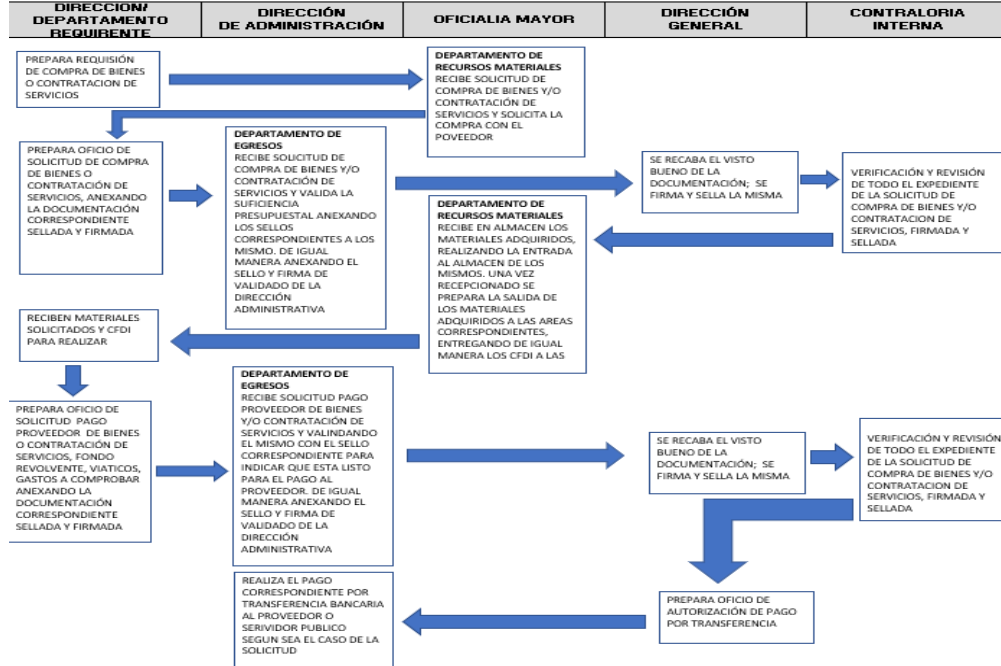 DIRECCION/
DEPARTAMENTO
REQUIRENTE
DIRECCIÓN
DE ADMINISTRACIÓN
OFICIALIA MAYOR
DIRECCIÓN
GENERAL
CONTRALORIA
INTERNA
PREPARA REQUISIÓN
DE COMPRA DE BIENES
O CONTRATACION DE
SERVICIOS
DEPARTAMENTO DE
RECURSOS MATERIALES
RECIBE SOLICITUD DE
COMPRA DE BIENES Y/O
CONTRATACIÓN DE
SERVICIOS Y SOLICITA LA
COMPRA CON EL
POVEEDOR
PREPARA OFICIO DE
SOLICITUD DE COMPRA
DE BIENES O
CONTRATACIÓN DE
SERVICIOS, ANEXANDO
LA DOCUMENTACIÓN
CORRESPONDIENTE
SELLADA Y FIRMADA
DEPARTAMENTO DE
EGRESOS
RECIBE SOLICITUD DE
COMPRA DE BIENES Y/O
CONTRATACIÓN DE
SERVICIOS Y VALIDA LA
SUFICIENCIA
PRESUPUESTAL ANEXANDO
LOS SELLOS
CORRESPONDIENTES A LOS
MISMO. DE IGUAL
MANERA ANEXANDO EL
SELLO Y FIRMA DE
VALIDADO DE LA
DIRECCIÓN
ADMINISTRATIVA
SE RECABA EL VISTO
BUENO DE LA
DOCUMENTACIÓN; SE
FIRMA Y SELLA LA MISMA
VERIFICACIÓN Y REVISIÓN
DE TODO EL EXPEDIENTE
DE LA SOLICITUD DE
COMPRA DE BIENES Y/O
CONTRATACION DE
SERVICIOS, FIRMADA Y
SELLADA
DEPARTAMENTO DE
RECURSOS MATERIALES
RECIBE EN ALMACEN LOS
MATERIALES ADQUIRIDOS,
REALIZANDO LA ENTRADA
AL ALMACEN DE LOS
MISMOS. UNA VEZ
RECEPCIONADO SE
PREPARA LA SALIDA DE
LOS MATERIALES
ADQUIRIDOS A LAS AREAS
CORRESPONDIENTES,
ENTREGANDO DE IGUAL
MANERA LOS CFDI A LAS
RECIBEN MATERIALES
SOLICITADOS Y CFDI
PARA REALIZAR
PREPARA OFICIO DE
SOLICITUD PAGO
PROVEEDOR DE BIENES
O CONTRATACIÓN DE
SERVICIOS, FONDO
REVOLVENTE, VIATICOS,
GASTOS A COMPROBAR
ANEXANDO LA
DOCUMENTACIÓN
CORRESPONDIENTE
SELLADA Y FIRMADA
DEPARTAMENTO DE
EGRESOS
RECIBE SOLICITUD PAGO
PROVEEDOR DE BIENES
Y/O CONTRATACIÓN DE
SERVICIOS Y VALINDANDO
EL MISMO CON EL SELLO
CORRESPONDIENTE PARA
INDICAR QUE ESTA LISTO
PARA EL PAGO AL
PROVEEDOR. DE IGUAL
MANERA ANEXANDO EL
SELLO Y FIRMA DE
VALIDADO DE LA
DIRECCIÓN
ADMINISTRATIVA
SE RECABA EL VISTO
BUENO DE LA
DOCUMENTACIÓN; SE
FIRMA Y SELLA LA MISMA
VERIFICACIÓN Y REVISIÓN
DE TODO EL EXPEDIENTE
DE LA SOLICITUD DE
COMPRA DE BIENES Y/O
CONTRATACION DE
SERVICIOS, FIRMADA Y
SELLADA
PREPARA OFICIO DE
AUTORIZACIÓN DE PAGO
POR TRANSFERENCIA
REALIZA EL PAGO
CORRESPONDIENTE POR
TRANSFERENCIA BANCARIA
AL PROVEEDOR O
SERIVIDOR PUBLICO
SEGUN SEA EL CASO DE LA
SOLICITUD